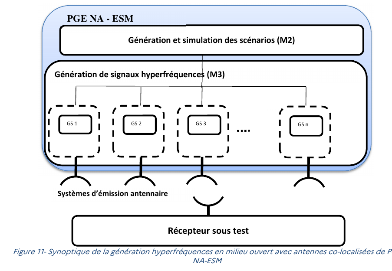 PGE NA - ESM
Génération et simulation des scénarios (M2)
Génération de signaux hyperfréquences (M3)
GS 1
GS 2
GS 3
....
GS n
Systèmes d'émission antennaire
Récepteur sous test
Figure 11- Synoptique de la génération hyperfréquences en milieu ouvert avec antennes co-localisées de P
NA-ESM